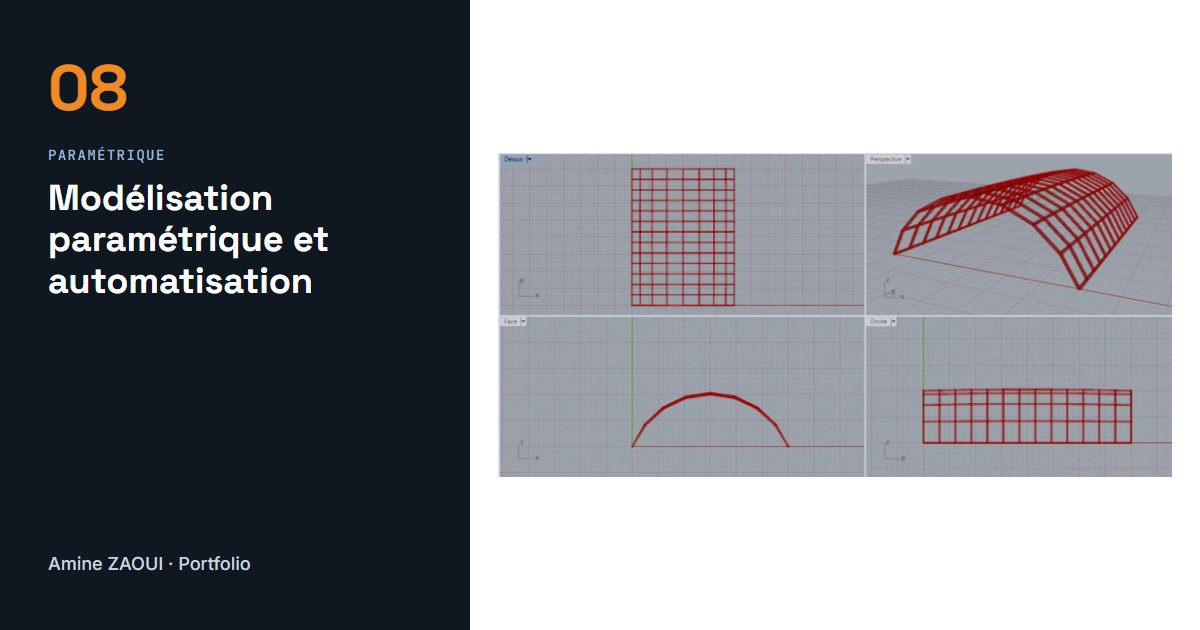 08
PARAMÉTRIQUE
Modélisation
paramétrique et
automatisation
Amine ZAOUI · Portfolio
Dessus
Perspective
y
x
z
y
x
Face
Droite
z
x
z
y